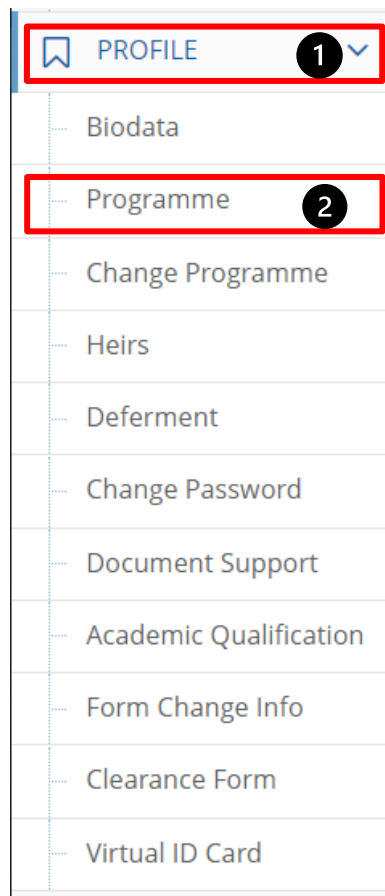 PROFILE 1
Biodata
Programme 2
Change Programme
Heirs
Deferment
Change Password
Document Support
Academic Qualification
Form Change Info
Clearance Form
Virtual ID Card